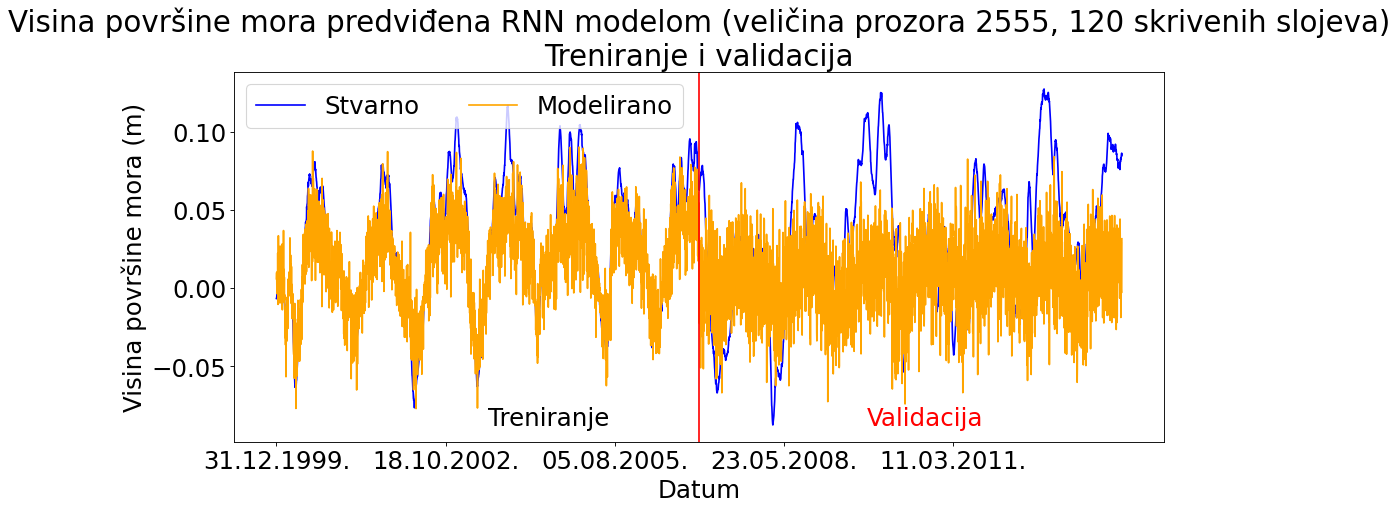 Visina površine mora predviđena RNN modelom (veličina prozora 2555, 120 skrivenih slojeva)
Treniranje i validacija
Stvarno
Modelirano
Visina površine mora (m)
0.10
0.05
0.00
−0.05
Treniranje
Validacija
31.12.1999.
18.10.2002.
05.08.2005.
23.05.2008.
11.03.2011.
Datum